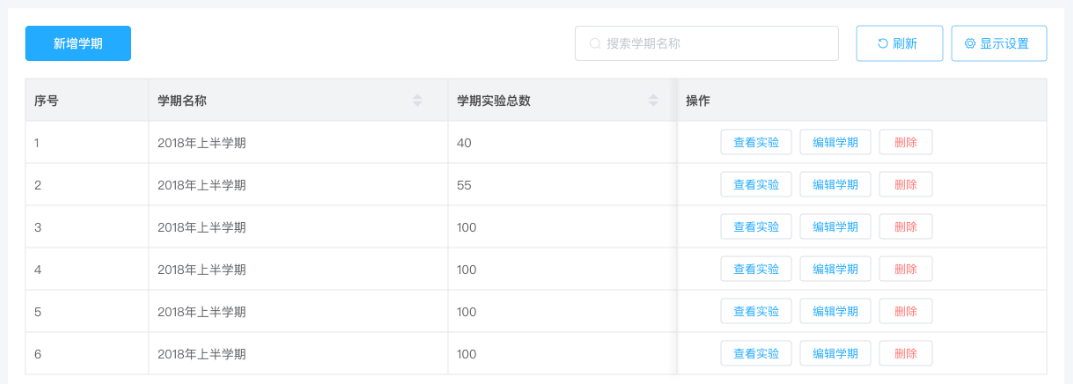 新增学期 搜索学期名称 刷新 显示设置
序号 学期名称 学期实验总数 操作
1 2018年上半学期 40 查看实验 编辑学期 删除
2 2018年上半学期 55 查看实验 编辑学期 删除
3 2018年上半学期 100 查看实验 编辑学期 删除
4 2018年上半学期 100 查看实验 编辑学期 删除
5 2018年上半学期 100 查看实验 编辑学期 删除
6 2018年上半学期 100 查看实验 编辑学期 删除